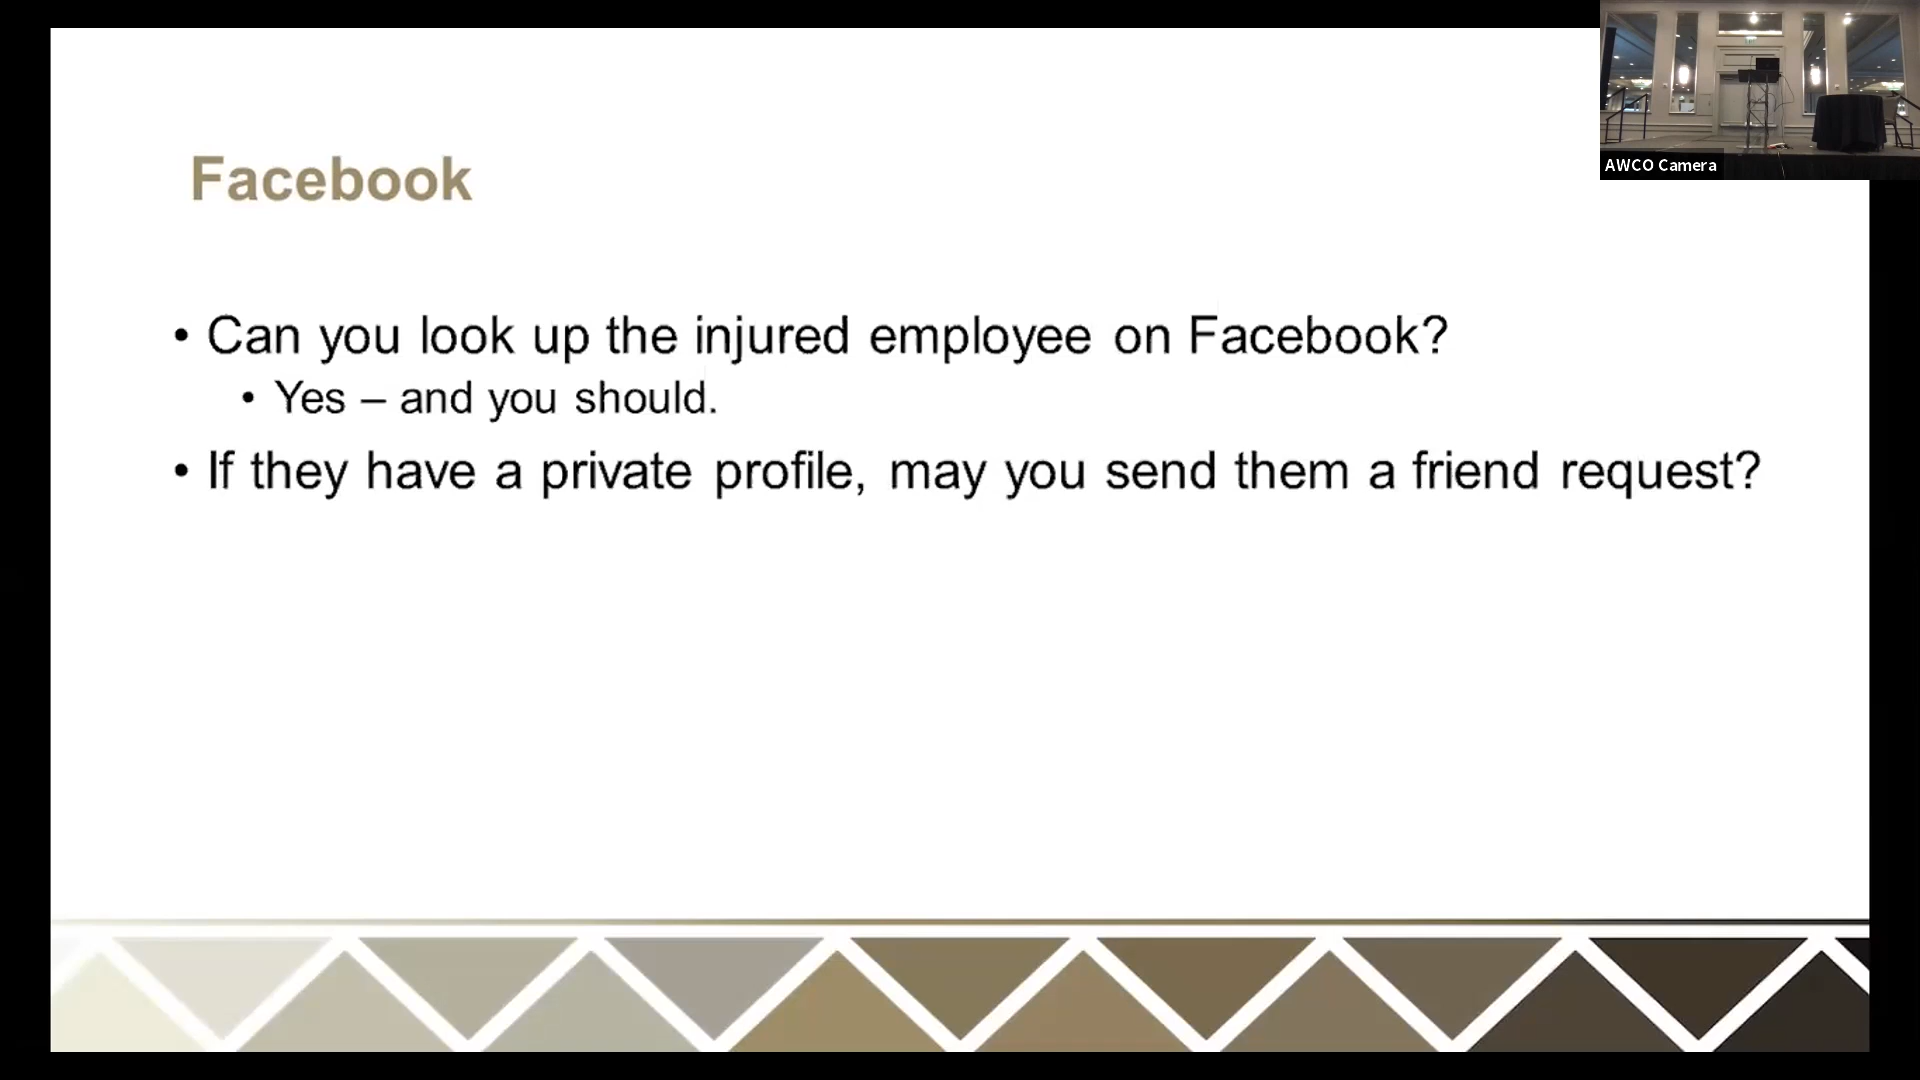 Facebook
• Can you look up the injured employee on Facebook?
• Yes – and you should.
• If they have a private profile, may you send them a friend request?
AWCO Camera